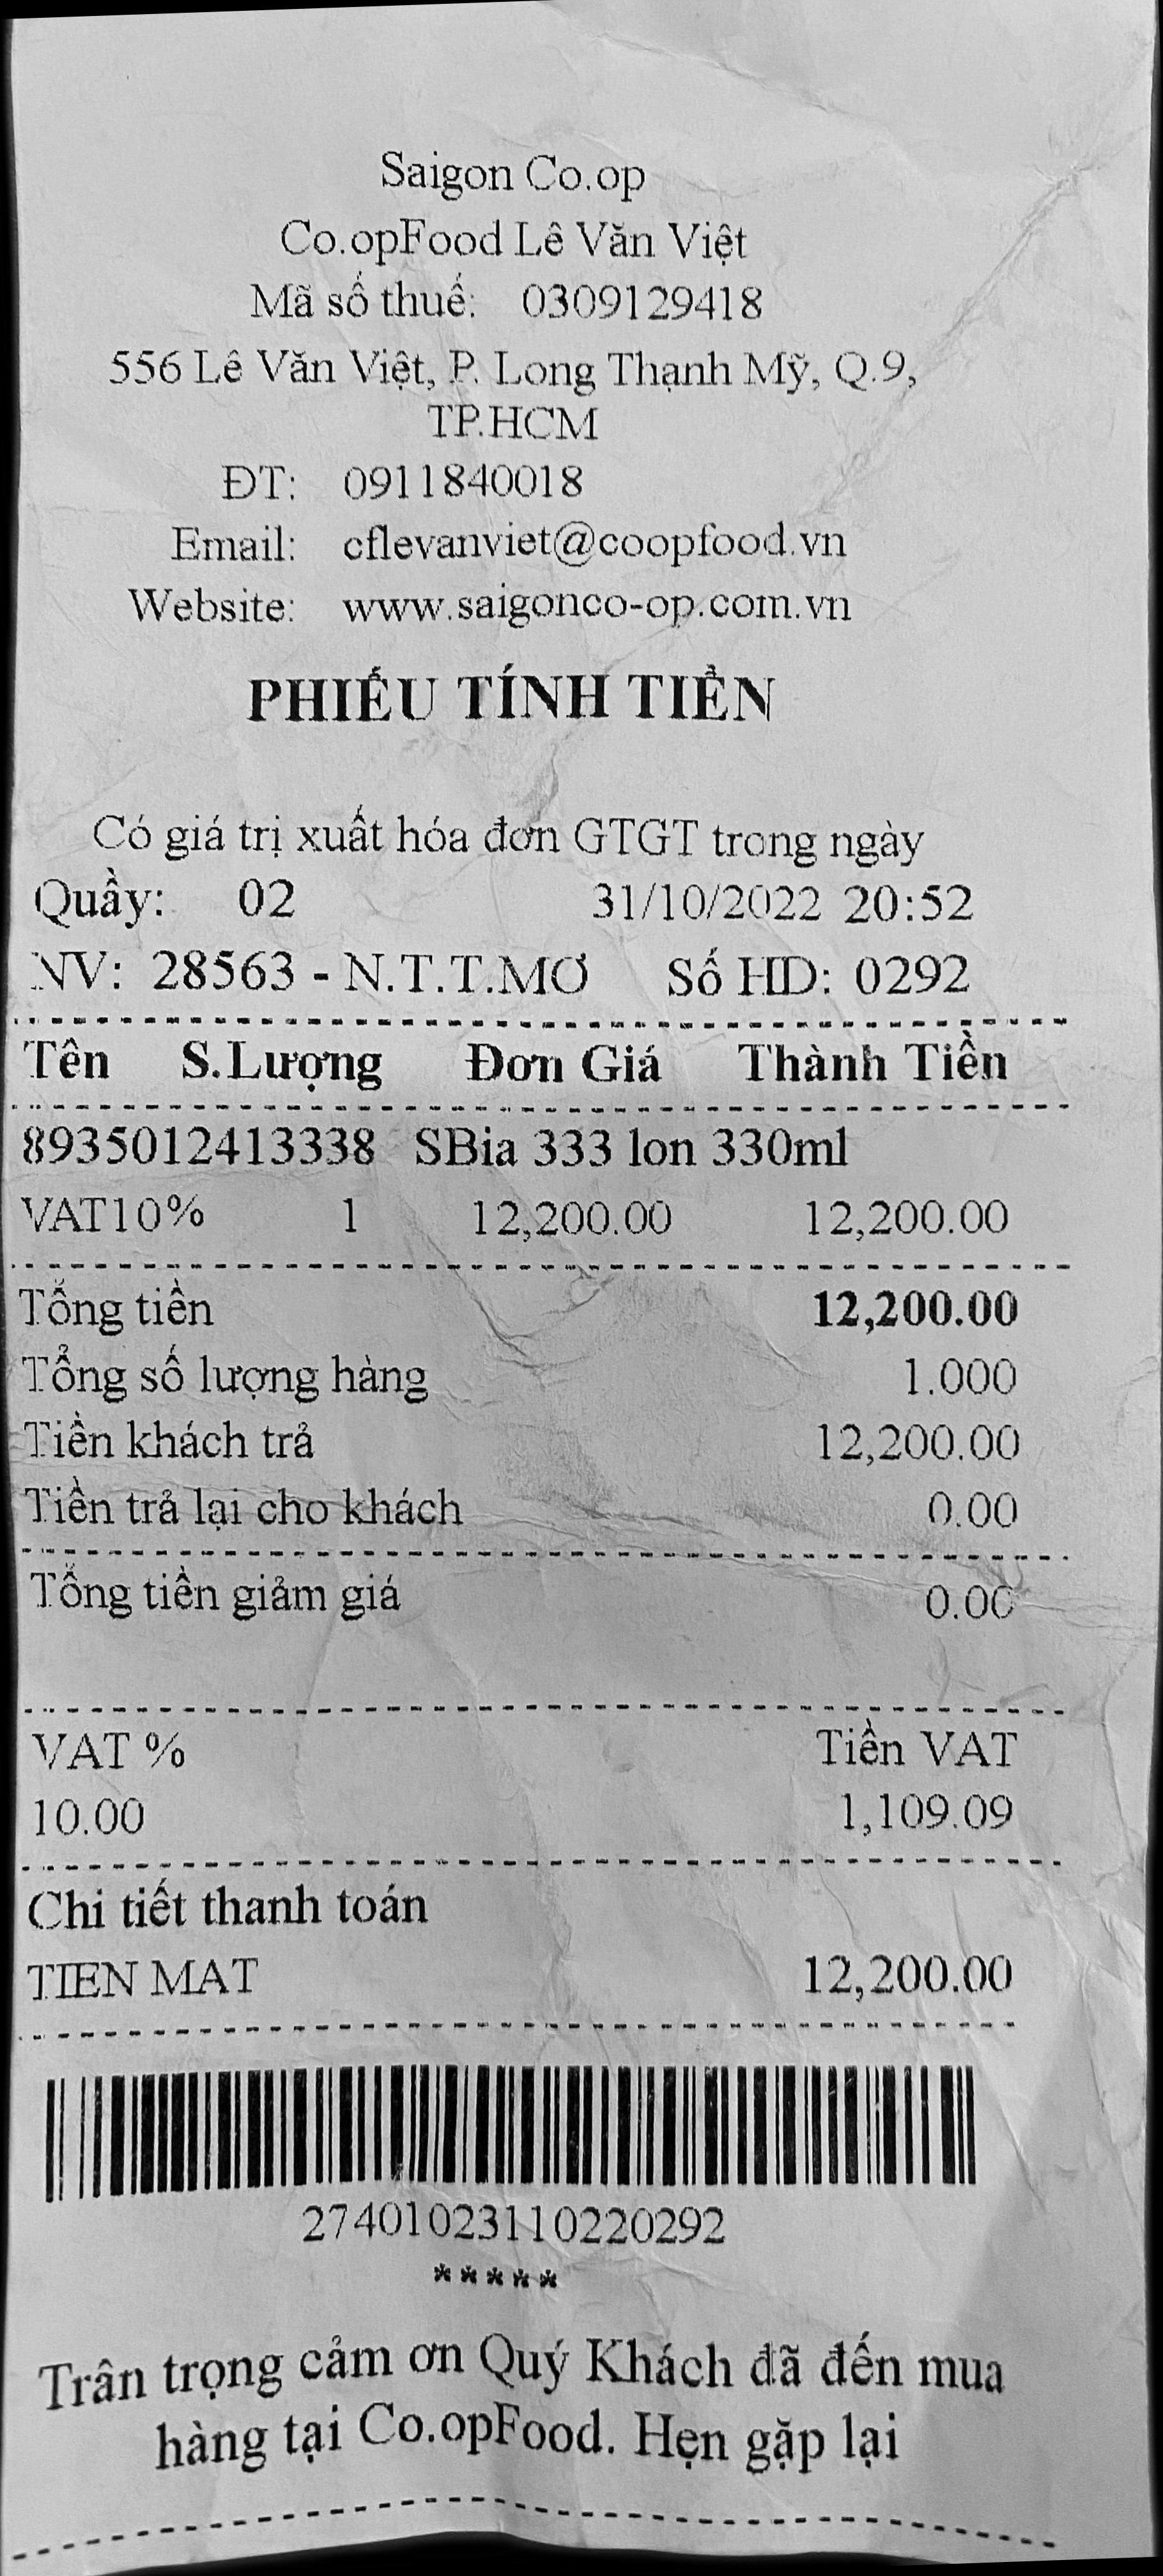 Saigon Co.op
Co.opFood Lê Văn Việt
Mã số thuế: 0309129418
556 Lê Văn Việt, P. Long Thạnh Mỹ, Q.9,
TP.HCM
ĐT: 0911840018
Email: cflevanviet@coopfood.vn
Website: www.saigonco-op.com.vn
PHIẾU TÍNH TIỀN
Có giá trị xuất hóa đơn GTGT trong ngày
Quầy: 02 31/10/2022 20:52
NV: 28563 - N.T.T.MƠ Số HD: 0292
Tên S.Lượng Đơn Giá Thành Tiền
8935012413338 SBia 333 lon 330ml
VAT10% 1 12,200.00 12,200.00
Tổng tiền 12,200.00
Tổng số lượng hàng 1.000
Tiền khách trả 12,200.00
Tiền trả lại cho khách 0.00
Tổng tiền giảm giá 0.00
VAT % Tiền VAT
10.00 1,109.09
Chi tiết thanh toán
TIEN MAT 12,200.00
27401023110220292
*****
Trân trọng cảm ơn Quý Khách đã đến mua
hàng tại Co.opFood. Hẹn gặp lại